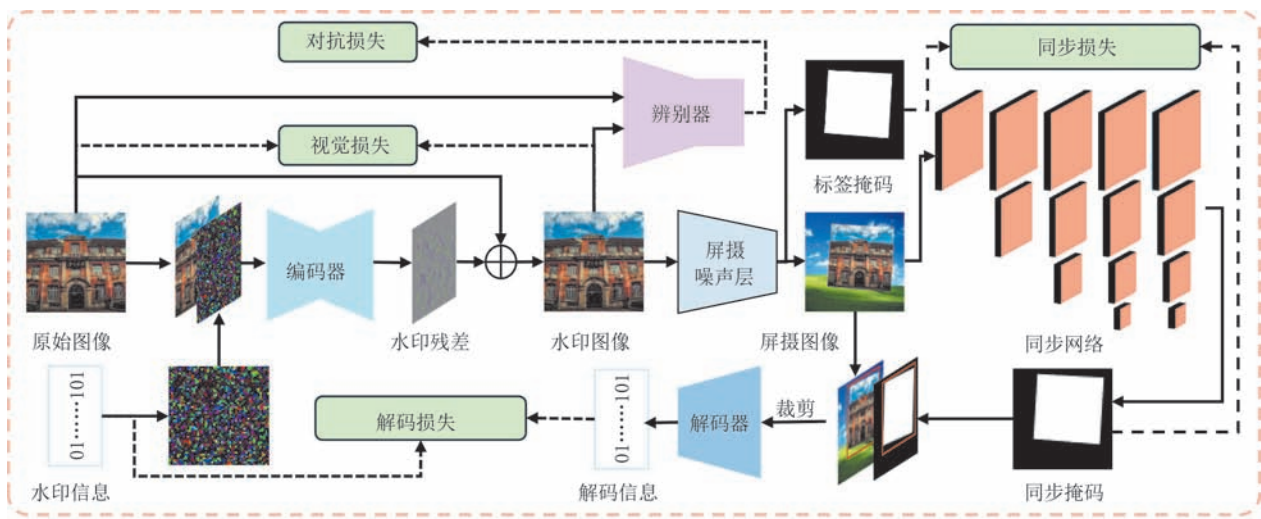 对抗损失
同步损失
辨别器
视觉损失
标签掩码
编码器
屏摄
噪声层
原始图像
水印残差
水印图像
屏摄图像
同步网络
01……101
解码损失
01……101
解码器
裁剪
水印信息
解码信息
同步掩码